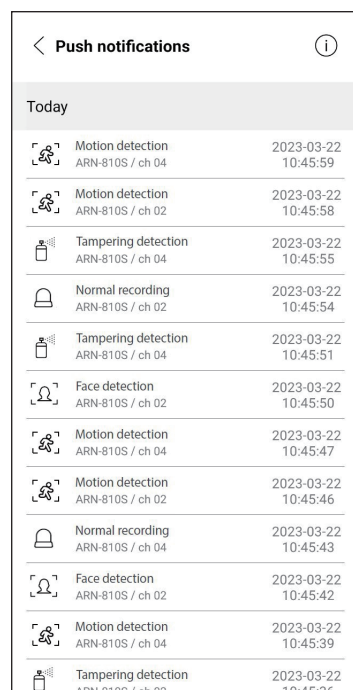 Push notifications
Today
Motion detection
ARN-810S / ch 04
2023-03-22
10:45:59
Motion detection
ARN-810S / ch 02
2023-03-22
10:45:58
Tampering detection
ARN-810S / ch 04
2023-03-22
10:45:55
Normal recording
ARN-810S / ch 02
2023-03-22
10:45:54
Tampering detection
ARN-810S / ch 04
2023-03-22
10:45:51
Face detection
ARN-810S / ch 02
2023-03-22
10:45:50
Motion detection
ARN-810S / ch 04
2023-03-22
10:45:47
Motion detection
ARN-810S / ch 02
2023-03-22
10:45:46
Normal recording
ARN-810S / ch 04
2023-03-22
10:45:43
Face detection
ARN-810S / ch 02
2023-03-22
10:45:42
Motion detection
ARN-810S / ch 04
2023-03-22
10:45:39
Tampering detection
2023-03-22